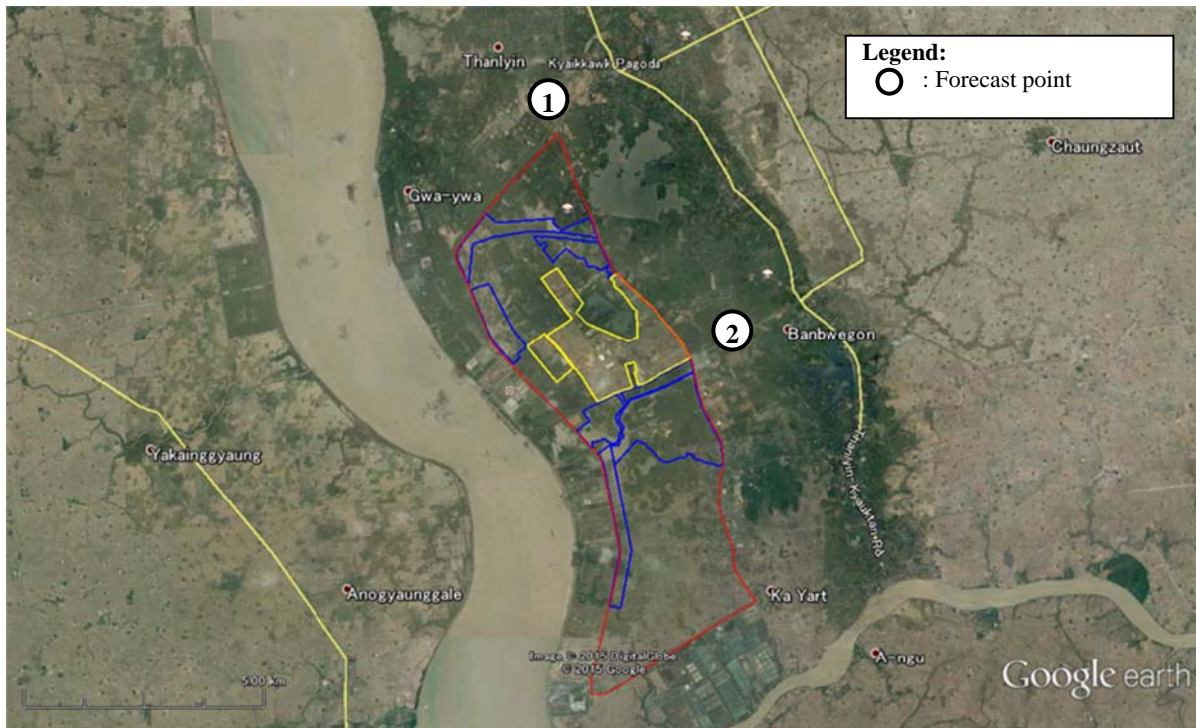 Thanlyin
Kyaikkawk Pagoda
Legend:
: Forecast point
1
Chaungzaut
Gwa-ywa
2
Banbwegon
Thanlyin-Kyauktan Rd
Yakainggyaung
Anogyaunggale
Ka Yart
A-ngu
Image © 2015 DigitalGlobe
© 2015 Google
5.00 km
Google earth